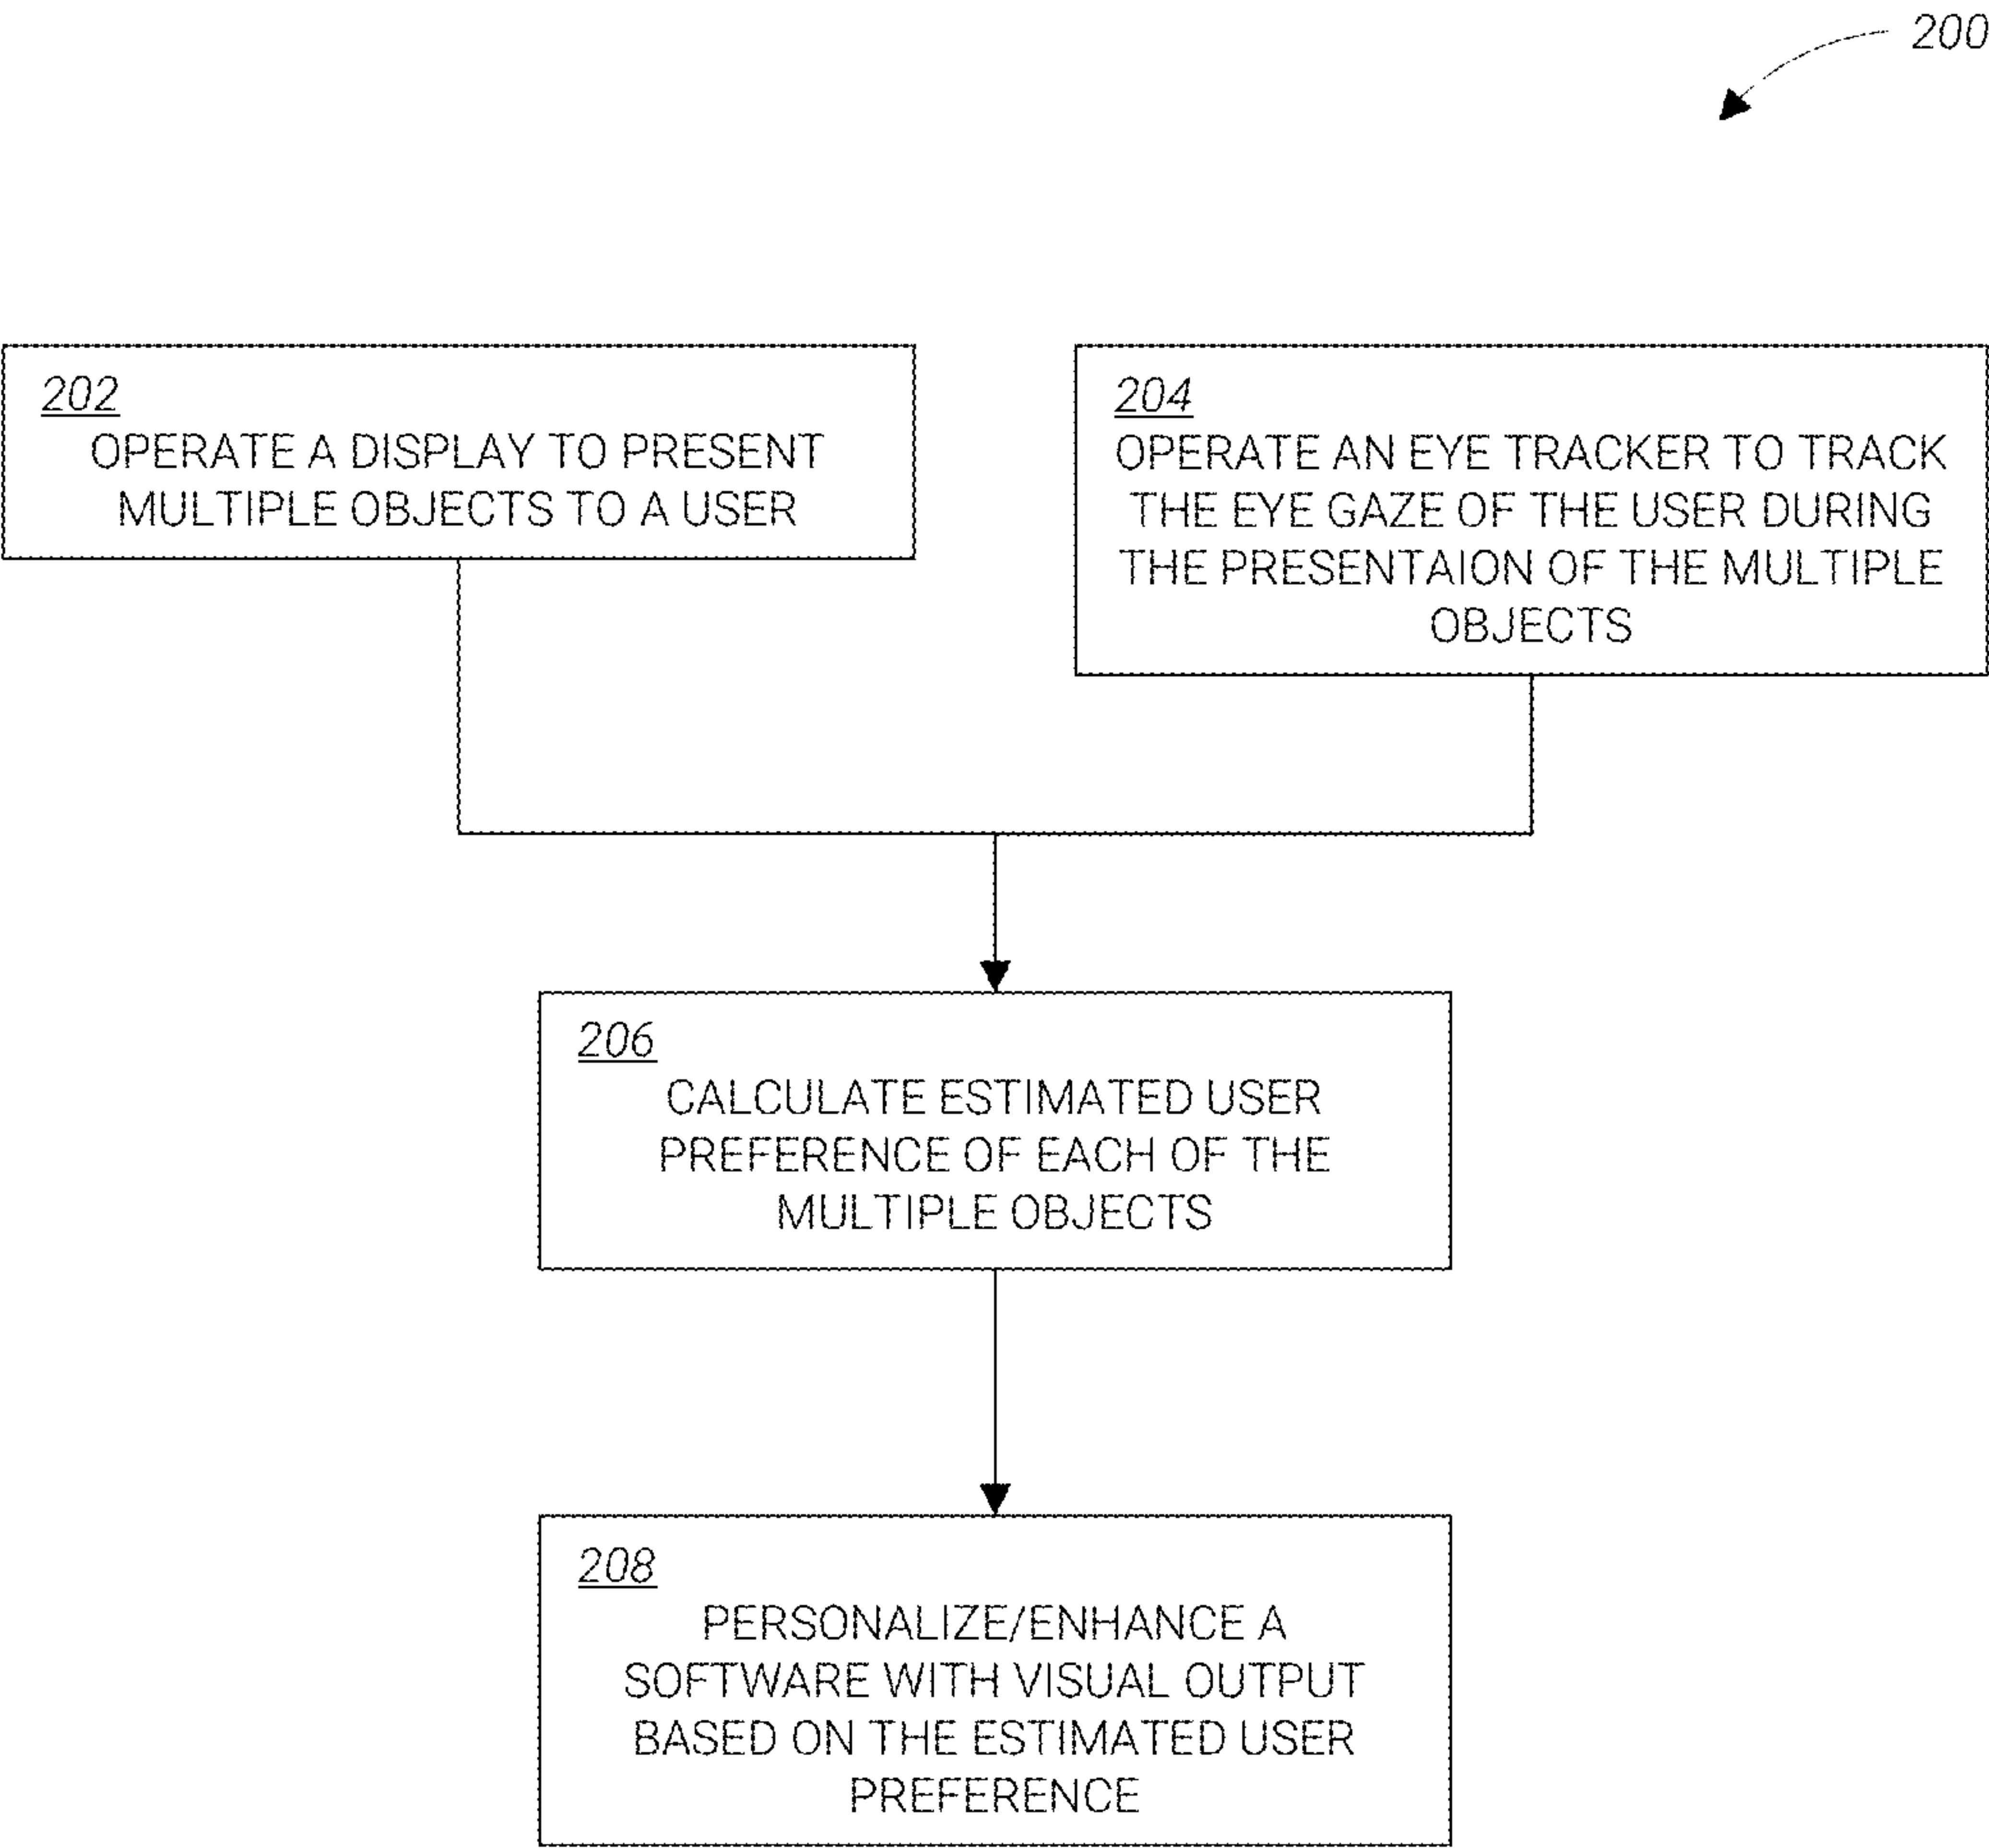 200
202
OPERATE A DISPLAY TO PRESENT
MULTIPLE OBJECTS TO A USER
204
OPERATE AN EYE TRACKER TO TRACK
THE EYE GAZE OF THE USER DURING
THE PRESENTAION OF THE MULTIPLE
OBJECTS
206
CALCULATE ESTIMATED USER
PREFERENCE OF EACH OF THE
MULTIPLE OBJECTS
208
PERSONALIZE/ENHANCE A
SOFTWARE WITH VISUAL OUTPUT
BASED ON THE ESTIMATED USER
PREFERENCE